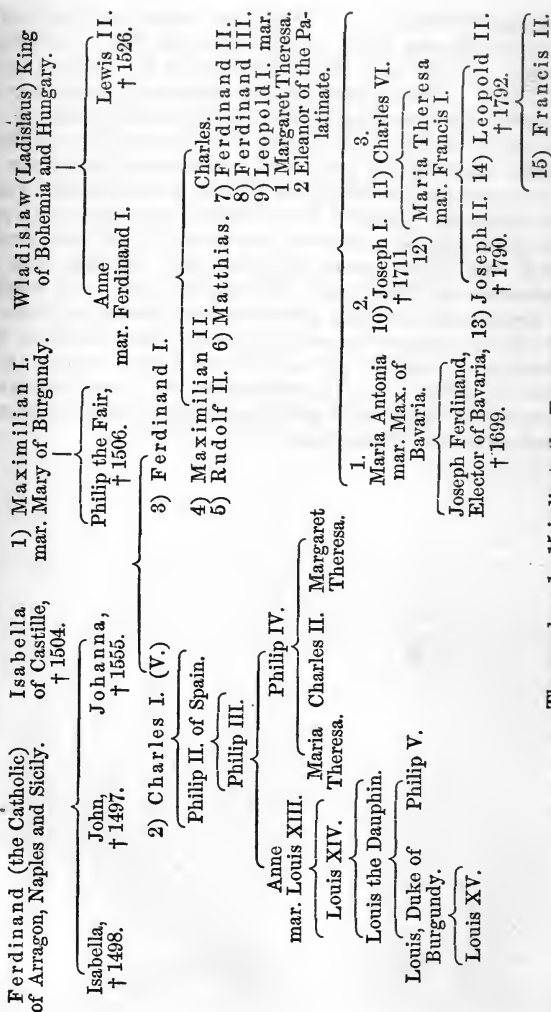 Ferdinand (the Catholic)
of Arragon, Naples and Sicily.
Isabella
of Castille,
† 1504.
1) Maximilian I.
mar. Mary of Burgundy.
Wladislaw (Ladislaus) King
of Bohemia and Hungary.
Isabella,
† 1498.
John,
† 1497.
Johanna,
† 1555.
Philip the Fair,
† 1506.
Anne
mar. Ferdinand I.
Lewis II.
† 1526.
2) Charles I. (V.)
3) Ferdinand I.
Philip II. of Spain.
Philip III.
4) Maximilian II.
5) Rudolf II. 6) Matthias.
Charles.
7) Ferdinand II.
8) Ferdinand III.
9) Leopold I. mar.
1 Margaret Theresa.
2 Eleanor of the Pa-
latinate.
Anne
mar. Louis XIII.
Philip IV.
Louis XIV.
Maria
Theresa.
Charles II.
Margaret
Theresa.
Louis the Dauphin.
Louis, Duke of
Burgundy.
Philip V.
Louis XV.
1.
Maria Antonia
mar. Max. of
Bavaria.
2.
10) Joseph I.
† 1711
3.
11) Charles VI.
12) Maria Theresa
mar. Francis I.
Joseph Ferdinand,
Elector of Bavaria,
† 1699.
13) Joseph II.
† 1790.
14) Leopold II.
† 1792.
15) Francis II.